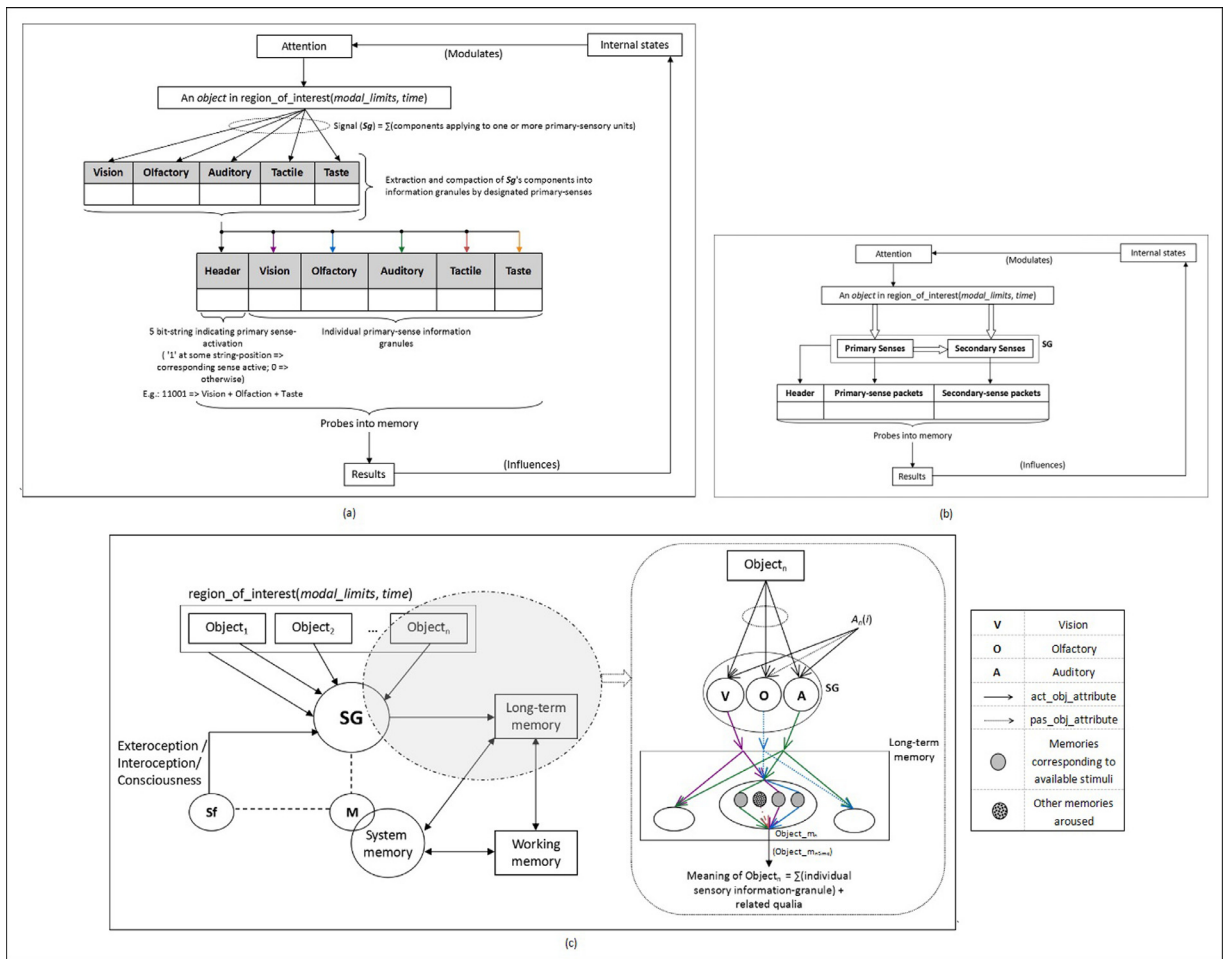 Attention
Internal states
(Modulates)
An object in region_of_interest(modal_limits, time)
Signal (Sg) = ∑(components applying to one or more primary-sensory units)
Vision Olfactory Auditory Tactile Taste
Extraction and compaction of Sg's components into
information granules by designated primary-senses
Header Vision Olfactory Auditory Tactile Taste
5 bit-string indicating primary sense-
activation
( '1' at some string-position =>
corresponding sense active; 0 =>
otherwise)
E.g.: 11001 => Vision + Olfaction + Taste
Individual primary-sense information
granules
Probes into memory
(Influences)
Results
(a)
Attention
Internal states
(Modulates)
An object in region_of_interest(modal_limits, time)
Primary Senses
Secondary Senses
SG
Header Primary-sense packets Secondary-sense packets
Probes into memory
(Influences)
Results
(b)
region_of_interest(modal_limits, time)
Object₁ Object₂ ... Objectₙ
SG
Long-term
memory
Exteroception /
Interoception/
Consciousness
Sf
M
System
memory
Working
memory
Objectₙ
Aₙ(i)
V O A
SG
Long-term
memory
Object_mₙ
Meaning of Objectₙ = ∑(individual
sensory information-granule) +
related qualia
(c)
V Vision
O Olfactory
A Auditory
act_obj_attribute
pas_obj_attribute
Memories
corresponding to
available stimuli
Other memories
aroused